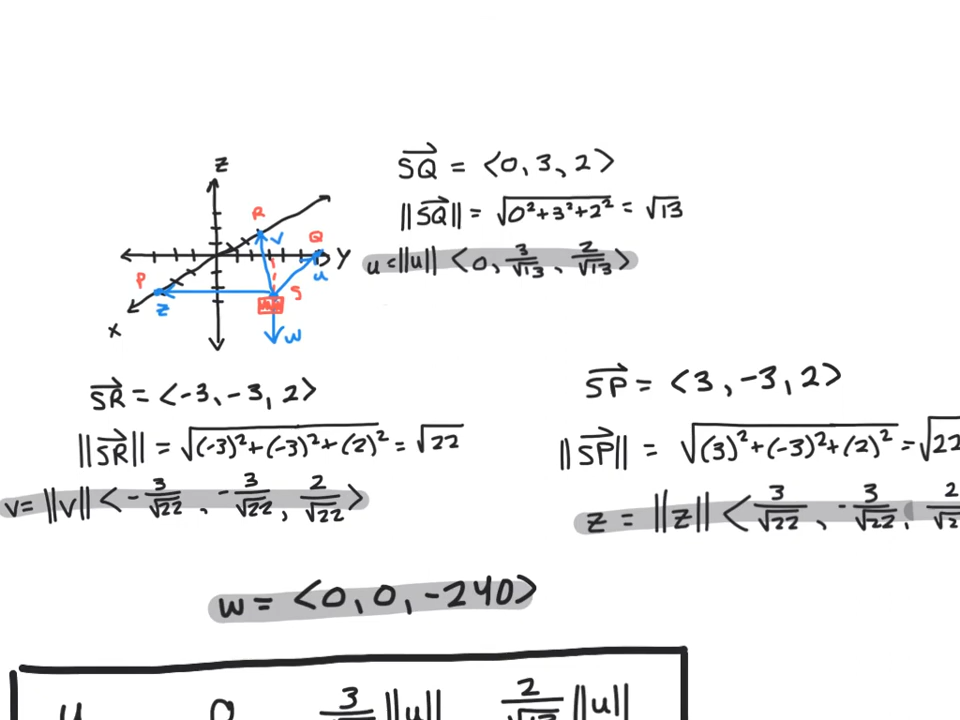 Z
R
V
Q
Y
P
u
S
Z
X
W
SQ = <0, 3, 2>
||SQ|| = √0²+3²+2² = √13
u = ||u|| <0, 3/√13, 2/√13>
SR = <-3, -3, 2>
||SR|| = √(-3)²+(-3)²+(2)² = √22
v = ||v|| <-3/√22, -3/√22, 2/√22>
SP = <3, -3, 2>
||SP|| = √(3)²+(-3)²+(2)² = √22
z = ||z|| <3/√22, -3/√22, 2/√2
w = <0, 0, -240>
u 0 3/√13 ||u|| 2/√13 ||u||